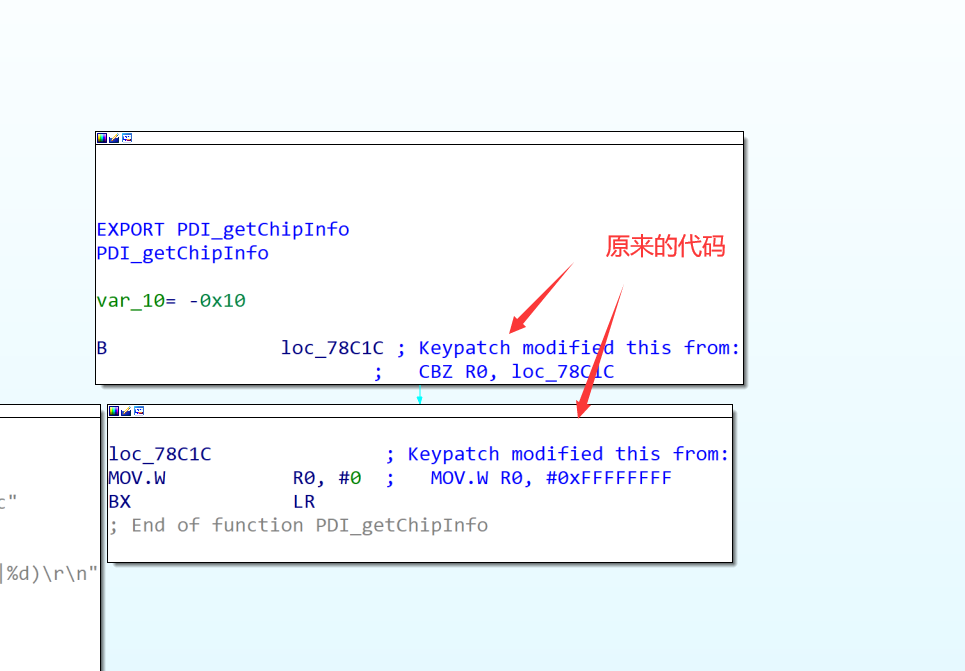 EXPORT PDI_getChipInfo
PDI_getChipInfo
原来的代码
var_10= -0x10
B loc_78C1C ; Keypatch modified this from:
; CBZ R0, loc_78C1C
loc_78C1C ; Keypatch modified this from:
MOV.W R0, #0 ; MOV.W R0, #0xFFFFFFFF
c"
BX LR
; End of function PDI_getChipInfo
|%d)\r\n"